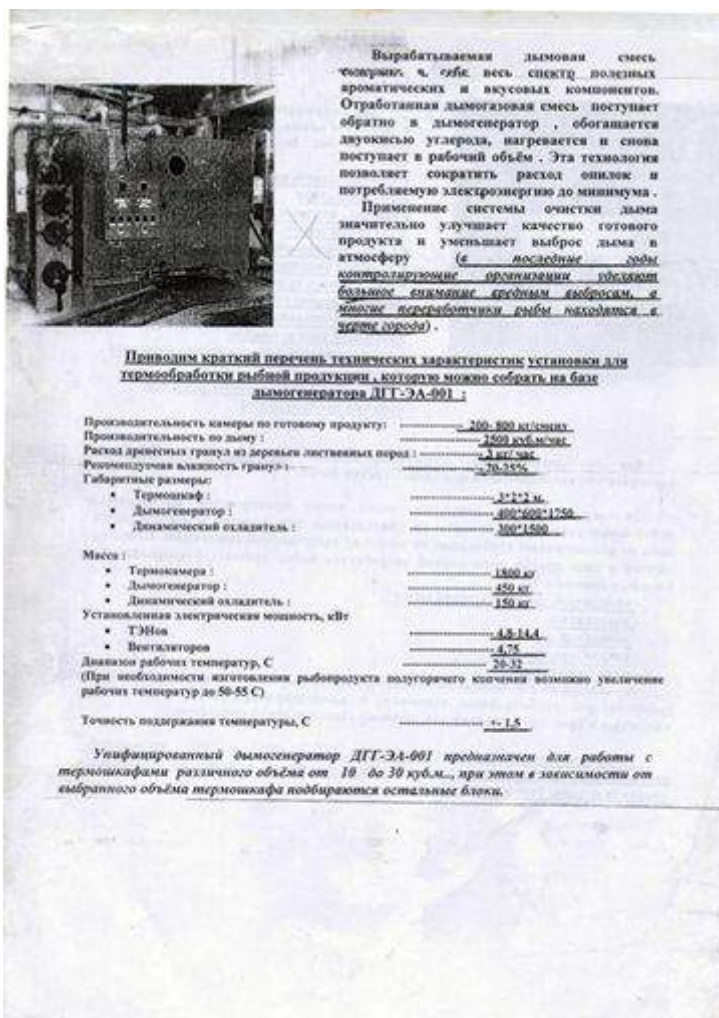 Вырабатываемая дымовая смесь
содержит в себе весь спектр полезных
ароматических и вкусовых компонентов.
Отработанная дымогазовая смесь поступает
обратно в дымогенератор , обогащается
двуокисью углерода, нагревается и снова
поступает в рабочий объём . Эта технология
позволяет сократить расход опилок и
потребляемую электроэнергию до минимума .
Применение системы очистки дыма
значительно улучшает качество готового
продукта и уменьшает выброс дыма в
атмосферу (в последние годы
контролирующие организации уделяют
большое внимание вредным выбросам, а
многие переработчики рыбы находятся в
черте города) .
Приводим краткий перечень технических характеристик установки для
термообработки рыбной продукции , которую можно собрать на базе
дымогенератора ДГГ-ЭА-001 :
Производительность камеры по готовому продукту: --------------- 200- 800 кг/смену
Производительность по дыму : --------------- 2500 куб.м/час
Расход древесных гранул из деревьев лиственных пород : --------------- 3 кг/ час
Рекомендуемая влажность гранул : --------------- 20-25%
Габаритные размеры:
• Термошкаф : --------------- 3*2*2 м.
• Дымогенератор : --------------- 400*600*1750
• Динамический охладитель : --------------- 300*1500
Масса :
• Термокамера : --------------- 1800 кг
• Дымогенератор : --------------- 450 кг
• Динамический охладитель : --------------- 150 кг
Установленная электрическая мощность, кВт
• ТЭНов --------------- 4,8-14,4
• Вентиляторов --------------- 4,75
Диапазон рабочих температур, С --------------- 20-32
(При необходимости изготовления рыбопродукта полугорячего копчения возможно увеличение
рабочих температур до 50-55 С)
Точность поддержания температуры, С --------------- +- 1,5
Унифицированный дымогенератор ДГГ-ЭА-001 предназначен для работы с
термошкафами различного объёма от 10 до 30 куб.м.., при этом в зависимости от
выбранного объёма термошкафа подбираются остальные блоки.